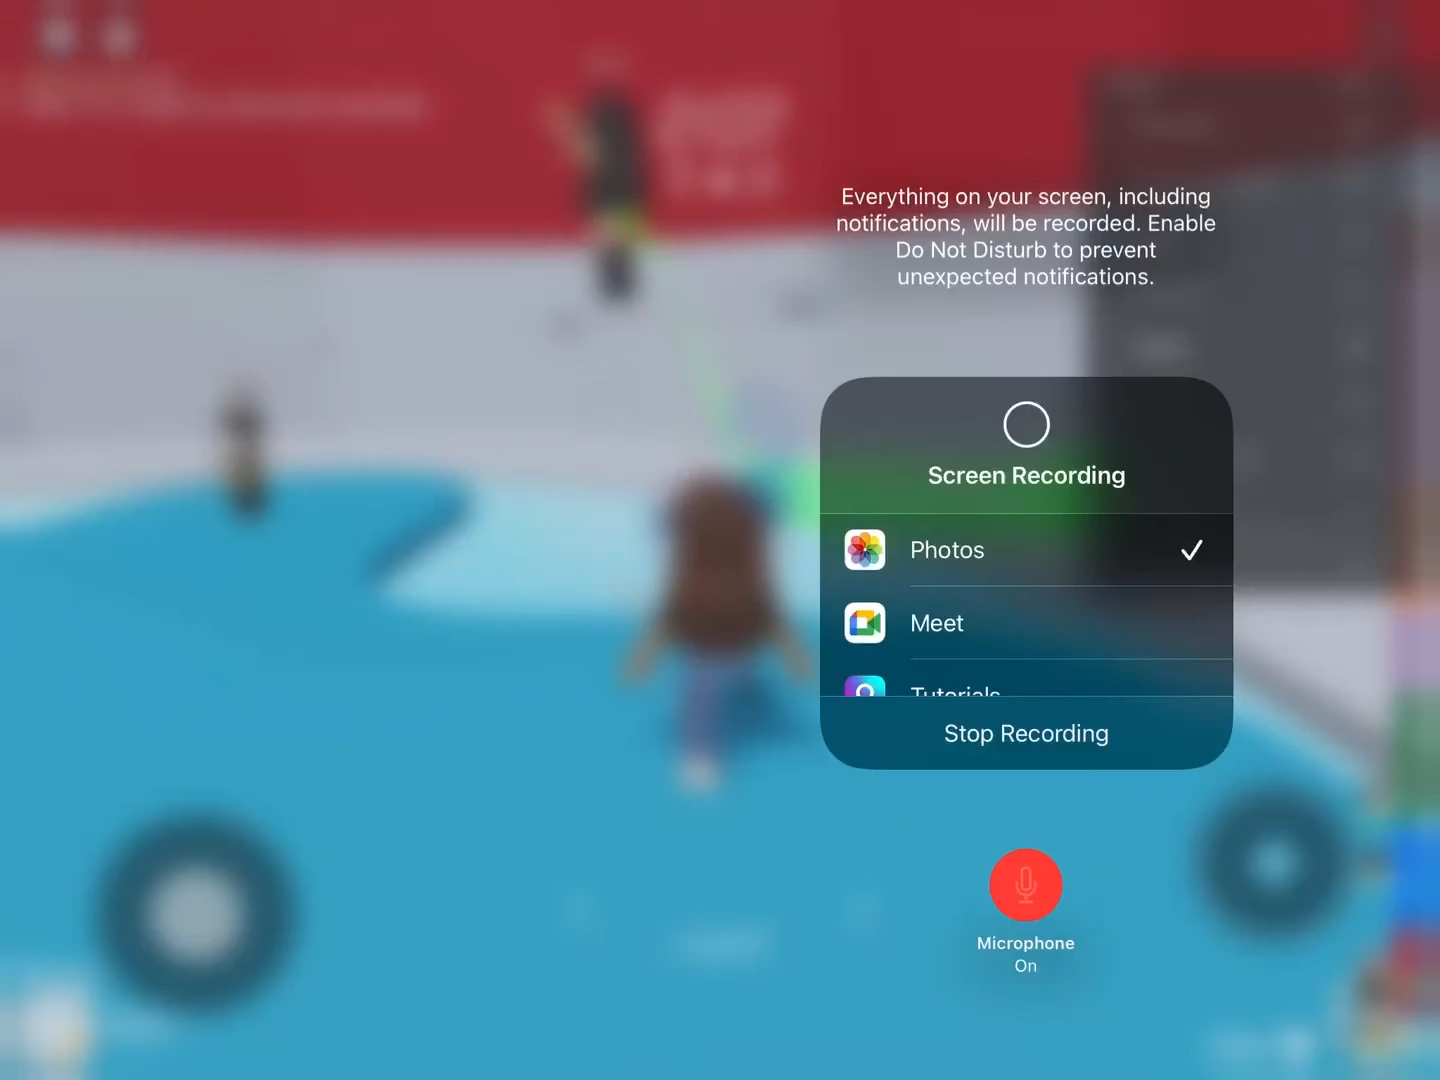 Everything on your screen, including
notifications, will be recorded. Enable
Do Not Disturb to prevent
unexpected notifications.
Screen Recording
Photos
Meet
Tutorials
Stop Recording
Microphone
On